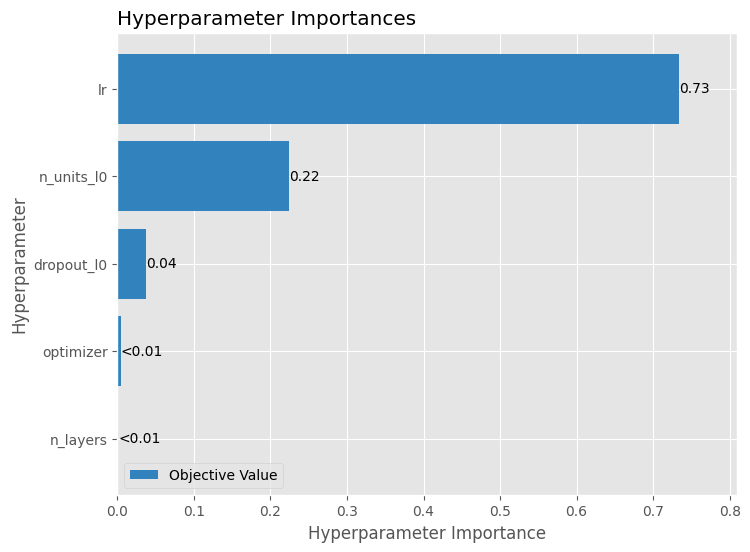 Hyperparameter Importances
Hyperparameter
lr
0.73
n_units_l0
0.22
dropout_l0
0.04
optimizer
<0.01
n_layers
<0.01
Objective Value
0.0 0.1 0.2 0.3 0.4 0.5 0.6 0.7 0.8
Hyperparameter Importance